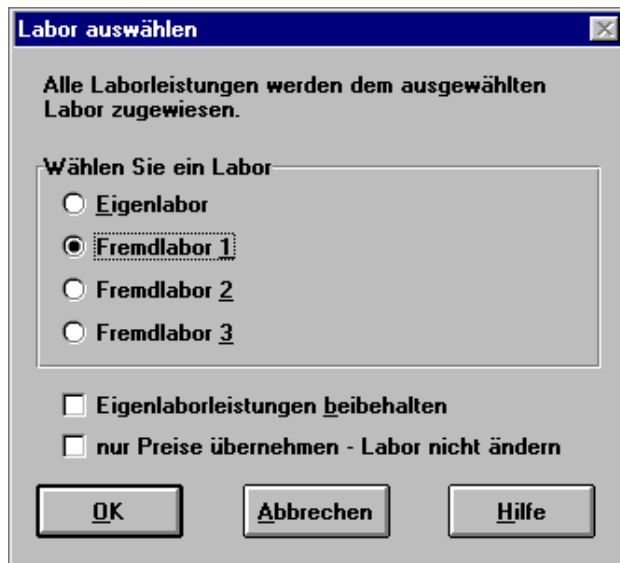 Labor auswählen
Alle Laborleistungen werden dem ausgewählten
Labor zugewiesen.
Wählen Sie ein Labor
Eigenlabor
Fremdlabor 1
Fremdlabor 2
Fremdlabor 3
Eigenlaborleistungen beibehalten
nur Preise übernehmen - Labor nicht ändern
OK Abbrechen Hilfe